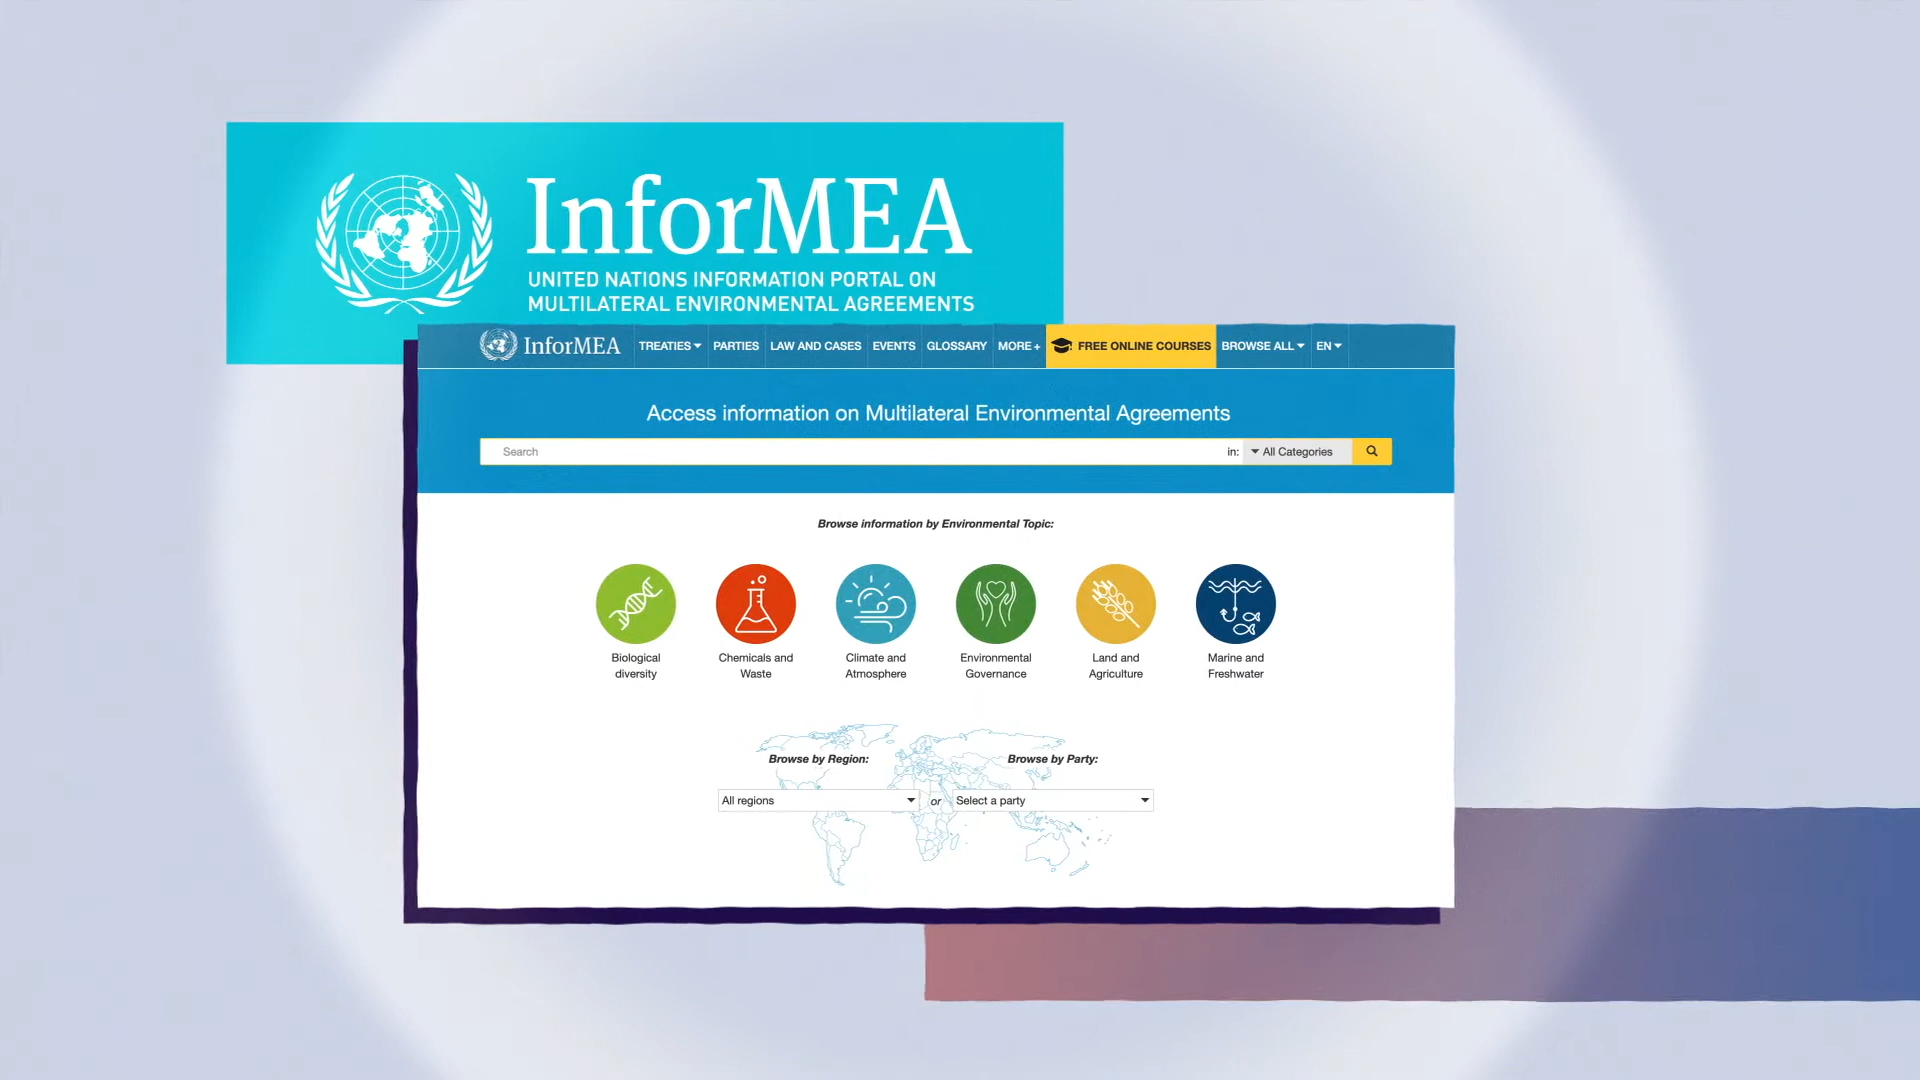 InforMEA
UNITED NATIONS INFORMATION PORTAL ON
MULTILATERAL ENVIRONMENTAL AGREEMENTS
InforMEA TREATIES PARTIES LAW AND CASES EVENTS GLOSSARY MORE + FREE ONLINE COURSES BROWSE ALL EN
Access information on Multilateral Environmental Agreements
Search in: All Categories
Browse information by Environmental Topic:
Biological
diversity
Chemicals and
Waste
Climate and
Atmosphere
Environmental
Governance
Land and
Agriculture
Marine and
Freshwater
Browse by Region: Browse by Party:
All regions or Select a party